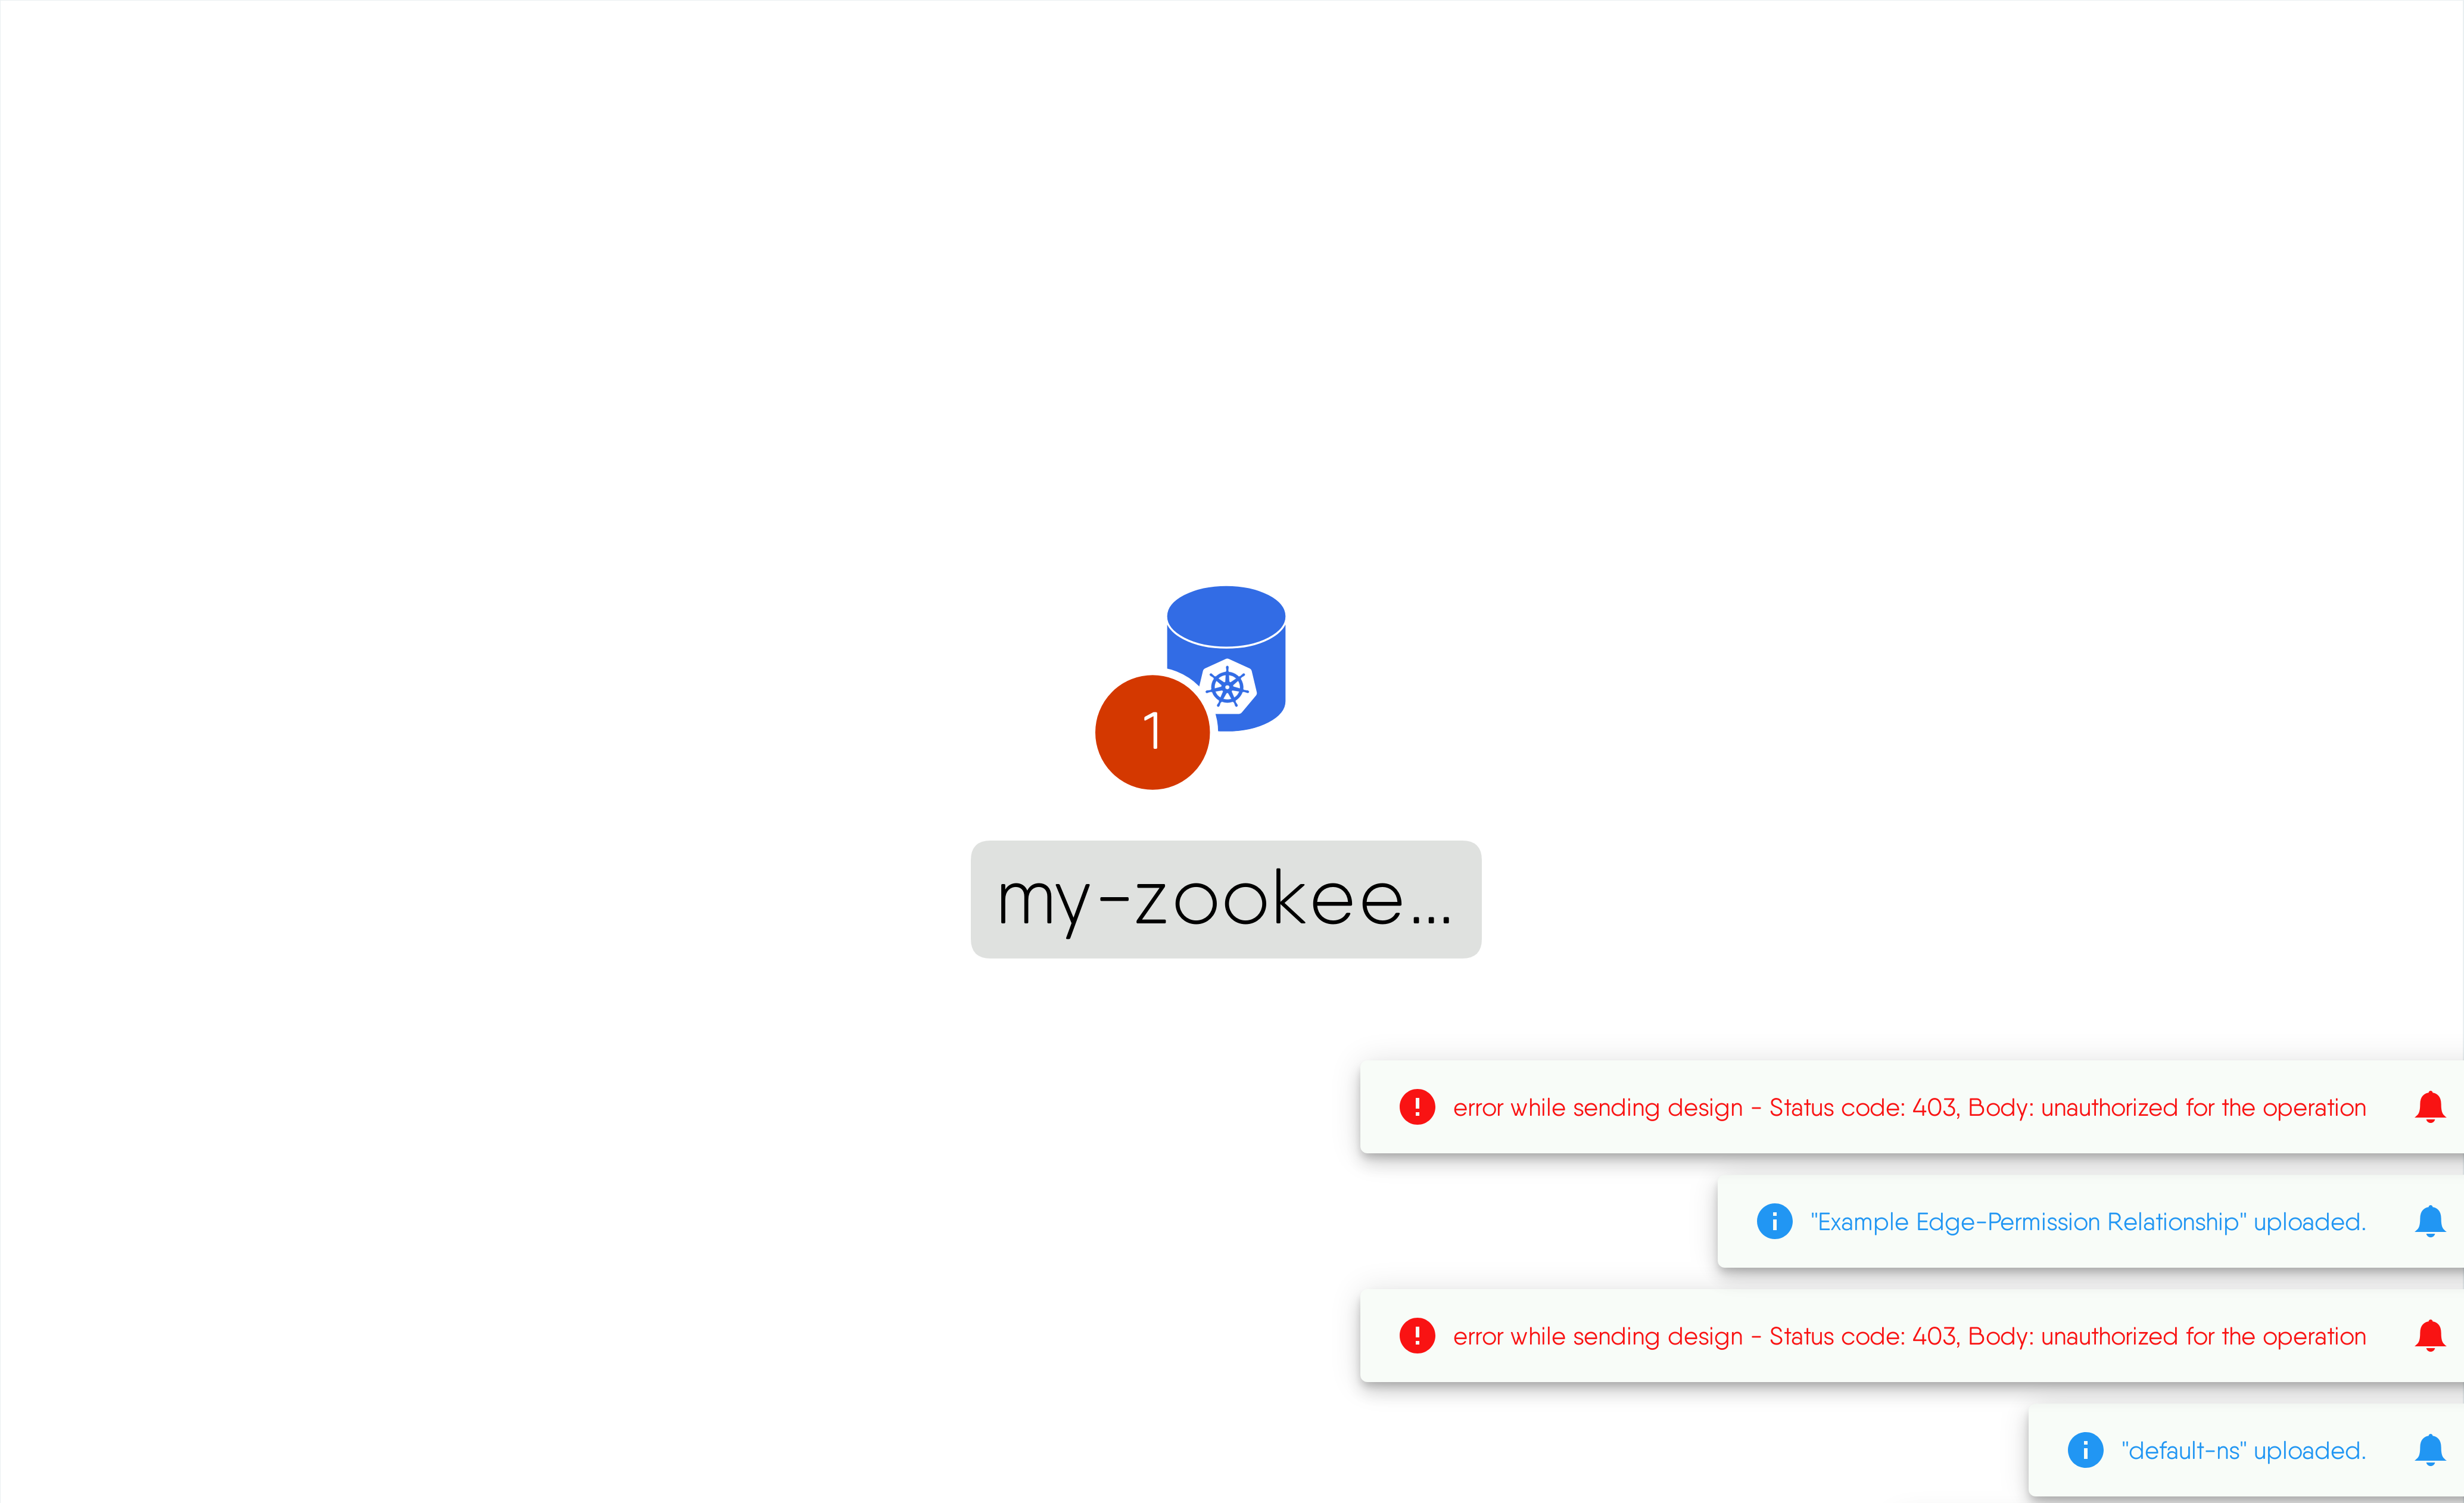 1
my-zookee...
error while sending design - Status code: 403, Body: unauthorized for the operation
"Example Edge-Permission Relationship" uploaded.
error while sending design - Status code: 403, Body: unauthorized for the operation
"default-ns" uploaded.